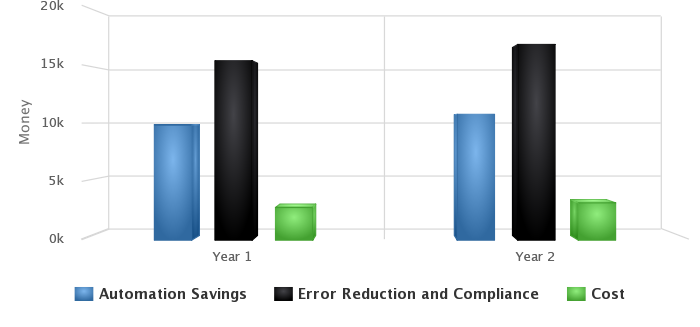 20k
15k
10k
5k
0k
Money
Year 1
Year 2
Automation Savings
Error Reduction and Compliance
Cost